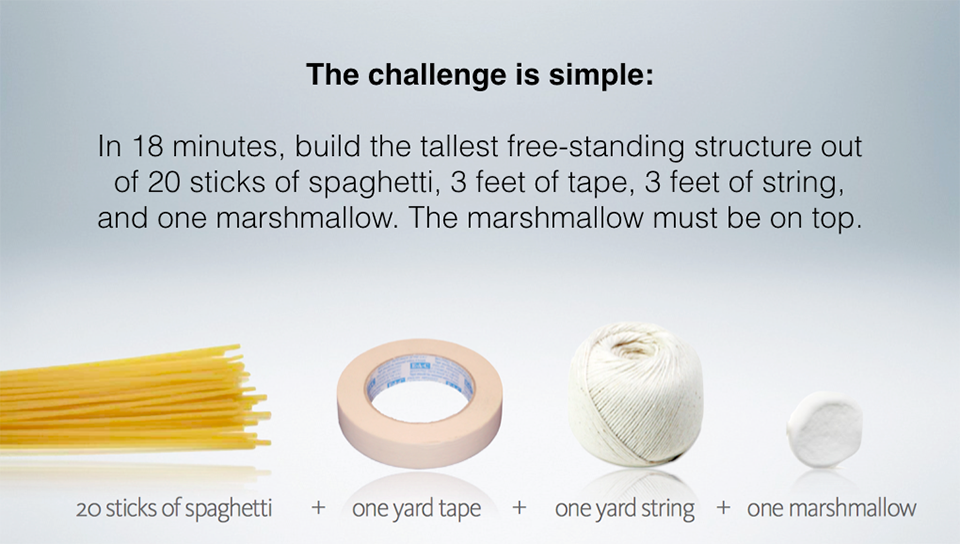 The challenge is simple:
In 18 minutes, build the tallest free-standing structure out
of 20 sticks of spaghetti, 3 feet of tape, 3 feet of string,
and one marshmallow. The marshmallow must be on top.
20 sticks of spaghetti + one yard tape + one yard string + one marshmallow